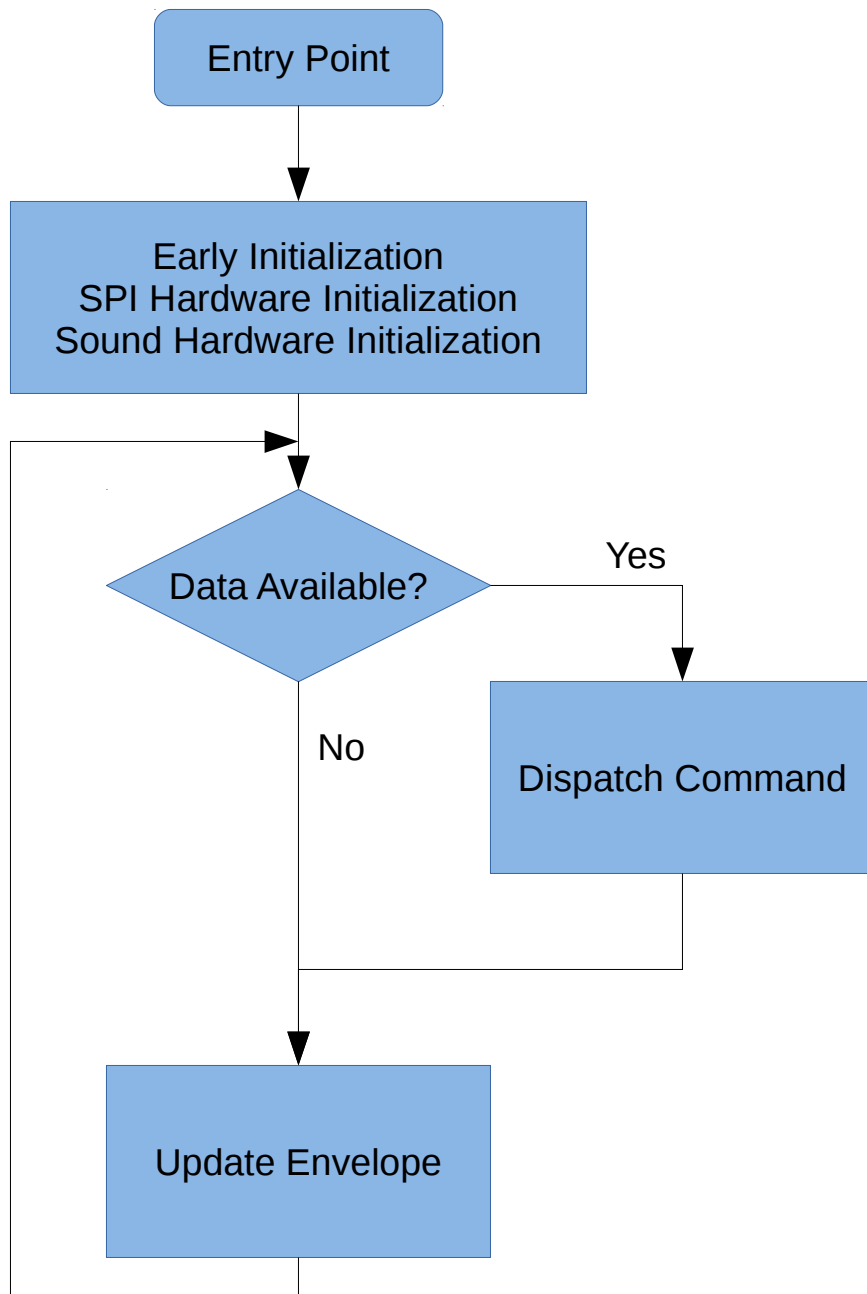 Entry Point
Early Initialization
SPI Hardware Initialization
Sound Hardware Initialization
Data Available?
Yes
No
Dispatch Command
Update Envelope